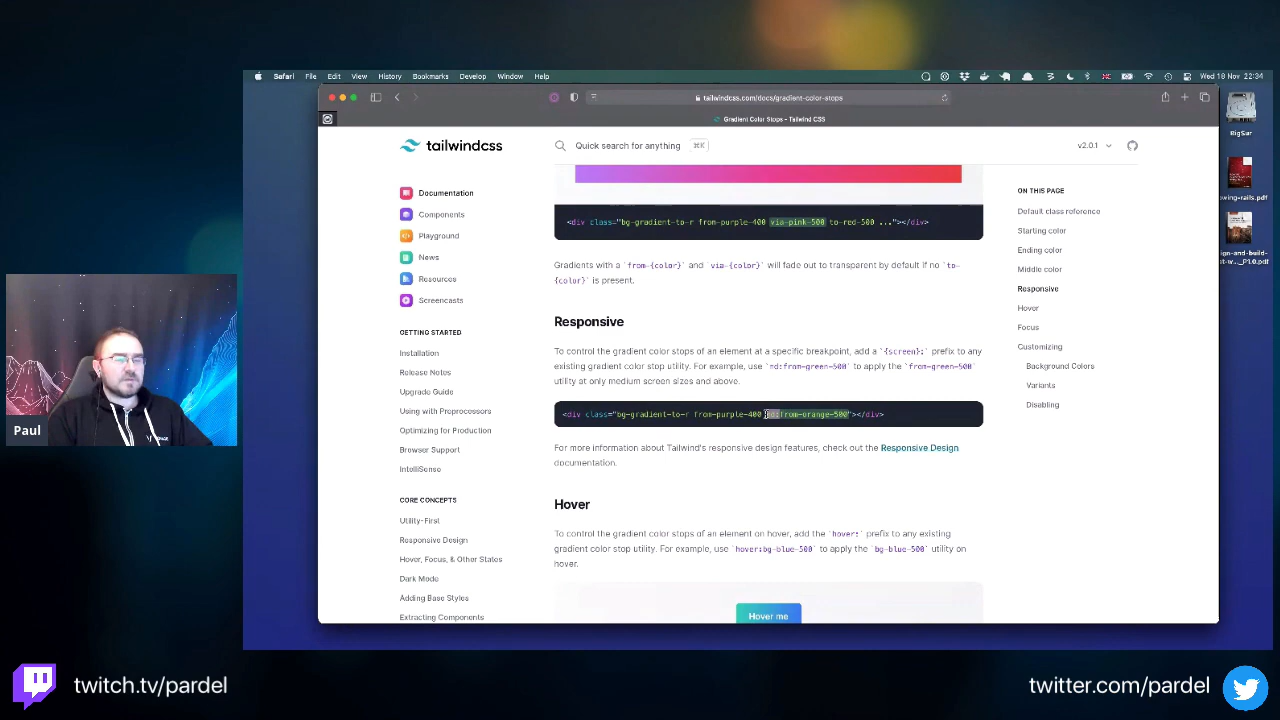 Safari File Edit View History Bookmarks Develop Window Help
Wed 18 Nov 22:34
tailwindcss.com/docs/gradient-color-stops
Gradient Color Stops - Tailwind CSS
tailwindcss
Quick search for anything ⌘K
v2.0.1
Documentation
Components
Playground
News
Resources
Screencasts
GETTING STARTED
Installation
Release Notes
Upgrade Guide
Using with Preprocessors
Optimizing for Production
Browser Support
IntelliSense
CORE CONCEPTS
Utility-First
Responsive Design
Hover, Focus, & Other States
Dark Mode
Adding Base Styles
Extracting Components
<div class="bg-gradient-to-r from-purple-400 via-pink-500 to-red-500 ..."></div>
Gradients with a `from-{color}` and `via-{color}` will fade out to transparent by default if no `to-
{color}` is present.
Responsive
To control the gradient color stops of an element at a specific breakpoint, add a `{screen}:` prefix to any
existing gradient color stop utility. For example, use `md:from-green-500` to apply the `from-green-500`
utility at only medium screen sizes and above.
<div class="bg-gradient-to-r from-purple-400 md:from-orange-500"></div>
For more information about Tailwind's responsive design features, check out the Responsive Design
documentation.
Hover
To control the gradient color stops of an element on hover, add the `hover:` prefix to any existing
gradient color stop utility. For example, use `hover:bg-blue-500` to apply the `bg-blue-500` utility on
hover.
Hover me
ON THIS PAGE
Default class reference
Starting color
Ending color
Middle color
Responsive
Hover
Focus
Customizing
Background Colors
Variants
Disabling
BigSur
wing-rails.pdf
ign-and-build-
st-w..._P1.0.pdf
Paul
twitch.tv/pardel
twitter.com/pardel